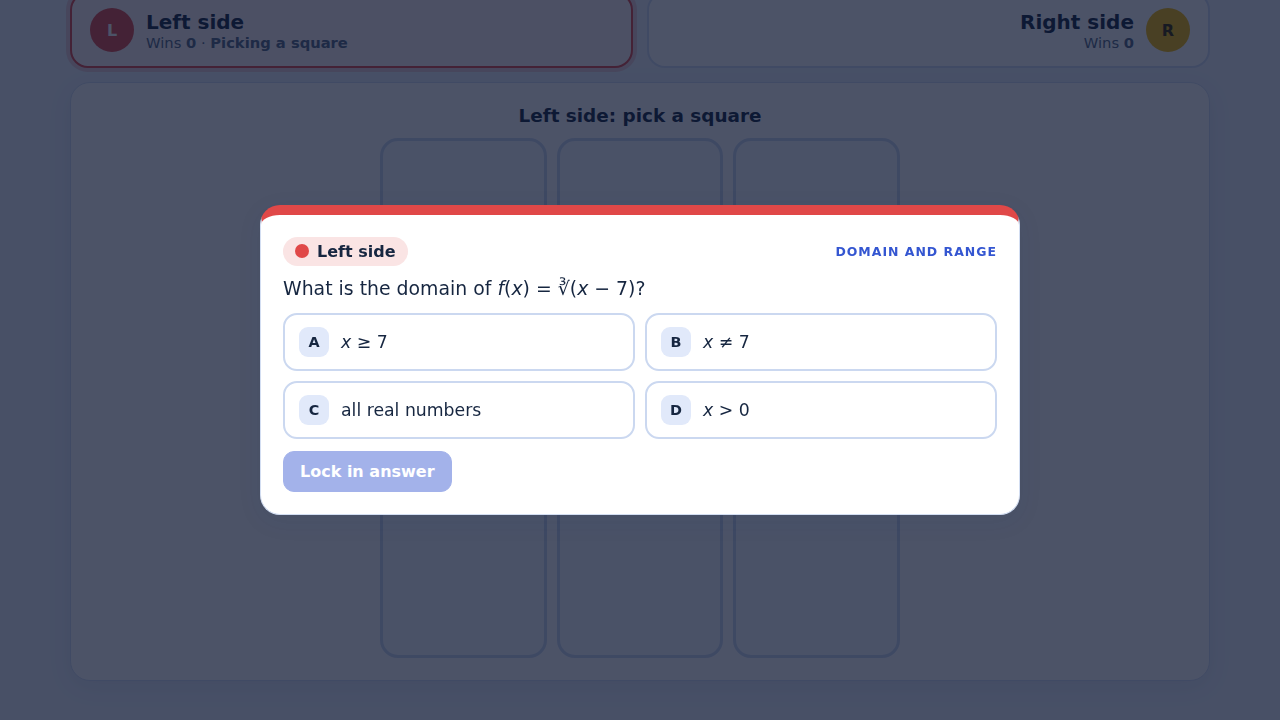 L
Left side
Wins 0 · Picking a square
Right side
Wins 0
R
Left side: pick a square
Left side
DOMAIN AND RANGE
What is the domain of f(x) = ∛(x − 7)?
A x ≥ 7
B x ≠ 7
C all real numbers
D x > 0
Lock in answer